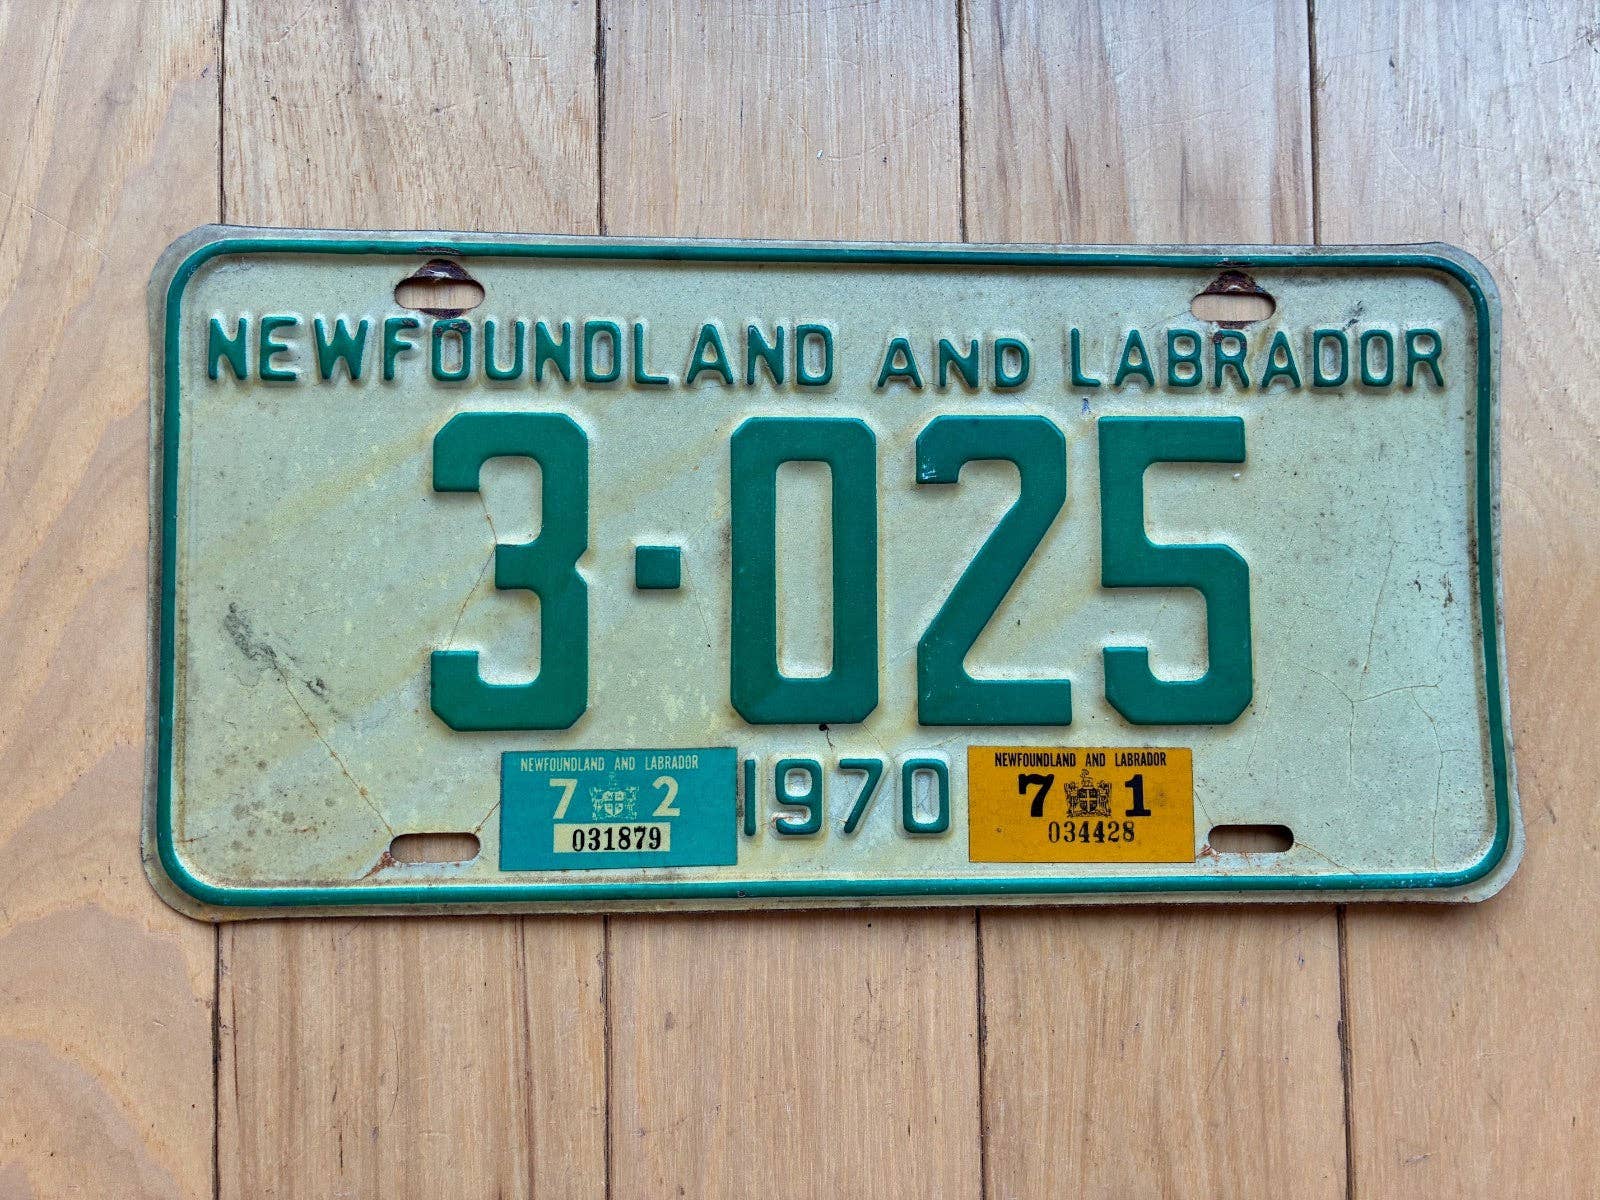 NEWFOUNDLAND AND LABRADOR
3-025
NEWFOUNDLAND AND LABRADOR
7 2
031879
1970
NEWFOUNDLAND AND LABRADOR
7 1
034428